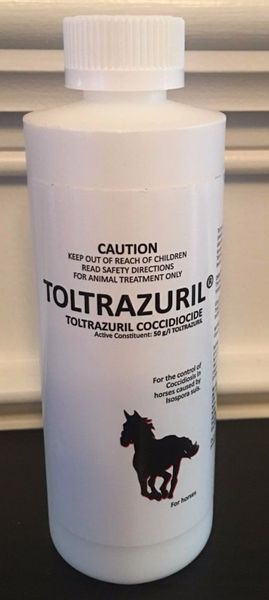 CAUTION
KEEP OUT OF REACH OF CHILDREN
READ SAFETY DIRECTIONS
FOR ANIMAL TREATMENT ONLY
TOLTRAZURIL®
TOLTRAZURIL COCCIDIOCIDE
Active Constituent: 50 g/l TOLTRAZURIL
For the control of
Coccidiosis in
horses caused by
Isospora suis.
For horses